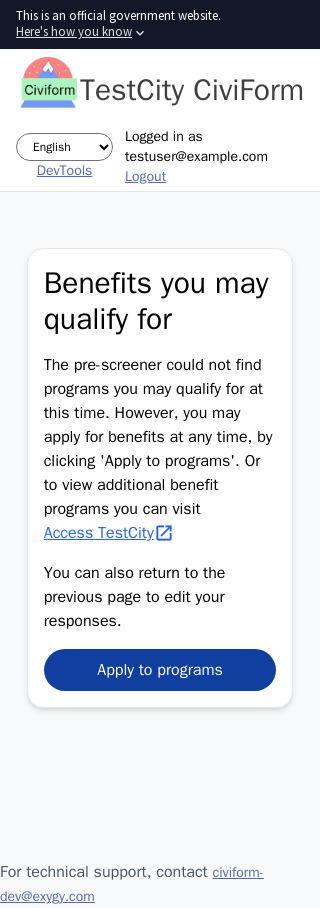 This is an official government website.
Here's how you know
Civiform
TestCity CiviForm
English
DevTools
Logged in as
testuser@example.com
Logout
Benefits you may
qualify for
The pre-screener could not find
programs you may qualify for at
this time. However, you may
apply for benefits at any time, by
clicking 'Apply to programs'. Or
to view additional benefit
programs you can visit
Access TestCity
You can also return to the
previous page to edit your
responses.
Apply to programs
For technical support, contact civiform-
dev@exygy.com